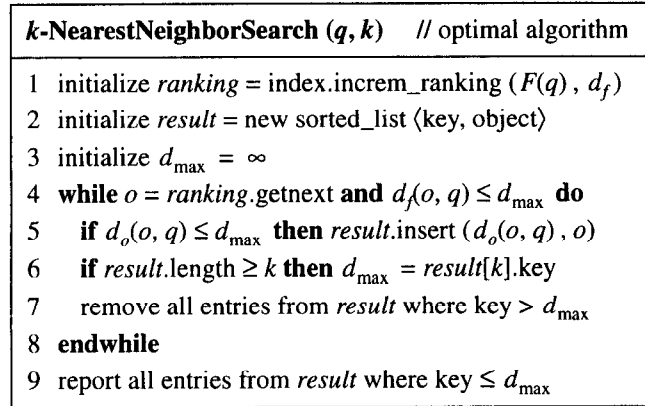 k-NearestNeighborSearch (q, k) // optimal algorithm
1 initialize ranking = index.increm_ranking (F(q) , d_f)
2 initialize result = new sorted_list ⟨key, object⟩
3 initialize d_max = ∞
4 while o = ranking.getnext and d_f(o, q) ≤ d_max do
5 if d_o(o, q) ≤ d_max then result.insert (d_o(o, q) , o)
6 if result.length ≥ k then d_max = result[k].key
7 remove all entries from result where key > d_max
8 endwhile
9 report all entries from result where key ≤ d_max